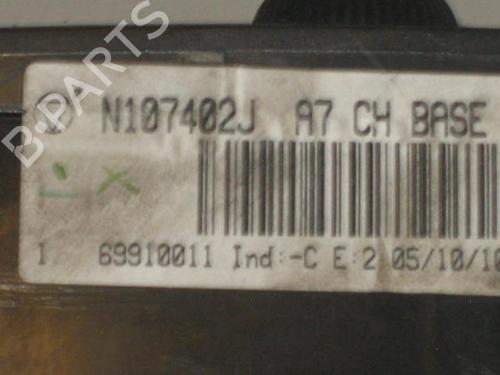 N107402J A7 CH BASE
1 69910011 Ind:-C E:2 05/10/10
B-PARTS